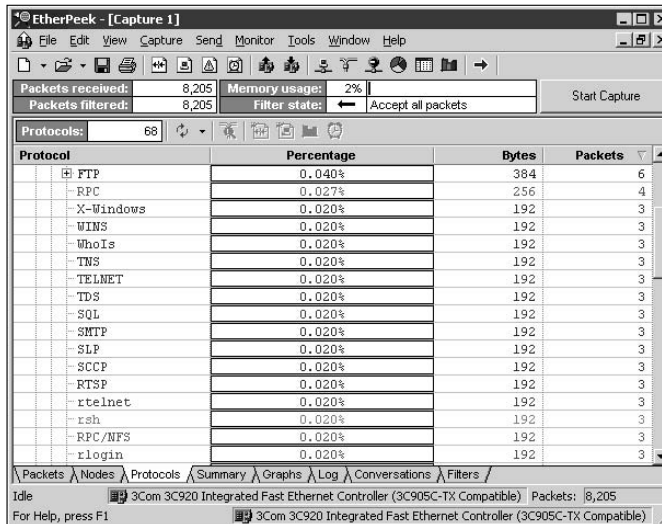 EtherPeek - [Capture 1]
File Edit View Capture Send Monitor Tools Window Help
Packets received: 8,205 Memory usage: 2%
Packets filtered: 8,205 Filter state: Accept all packets
Start Capture
Protocols: 68
Protocol Percentage Bytes Packets
FTP 0.040% 384 6
RPC 0.027% 256 4
X-Windows 0.020% 192 3
WINS 0.020% 192 3
WhoIs 0.020% 192 3
TNS 0.020% 192 3
TELNET 0.020% 192 3
TDS 0.020% 192 3
SQL 0.020% 192 3
SMTP 0.020% 192 3
SLP 0.020% 192 3
SCCP 0.020% 192 3
RTSP 0.020% 192 3
rtelnet 0.020% 192 3
rsh 0.020% 192 3
RPC/NFS 0.020% 192 3
rlogin 0.020% 192 3
Packets Nodes Protocols Summary Graphs Log Conversations Filters
Idle 3Com 3C920 Integrated Fast Ethernet Controller (3C905C-TX Compatible) Packets: 8,205
For Help, press F1 3Com 3C920 Integrated Fast Ethernet Controller (3C905C-TX Compatible)